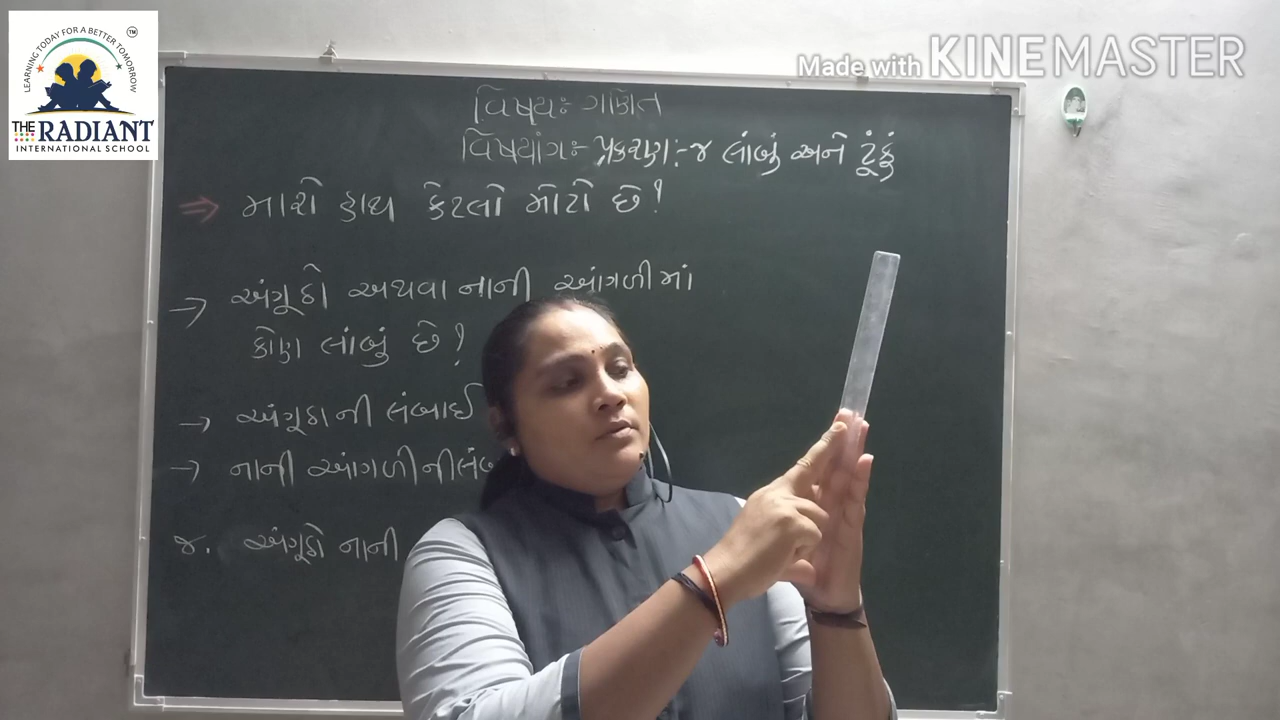 LEARNING TODAY FOR A BETTER TOMORROW
TM
THE RADIANT
INTERNATIONAL SCHOOL
Made with KINEMASTER
વિષયઃ- ગણિત
વિષયાંગઃ- પ્રકરણઃ-૪ લાંબુ અને ટૂંકું
⇒ મારો હાથ કેટલો મોટો છે?
→ અંગૂઠો અથવા નાની આંગળીમાં
કોણ લાંબું છે?
→ અંગૂઠાની લંબાઈ
→ નાની આંગળીની
૪. અંગૂઠો નાની